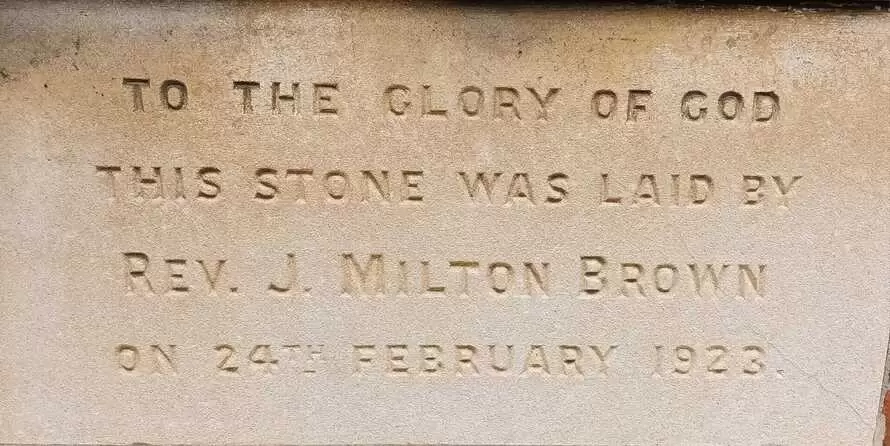 TO THE GLORY OF GOD
THIS STONE WAS LAID BY
REV. J. MILTON BROWN
ON 24TH FEBRUARY 1923.